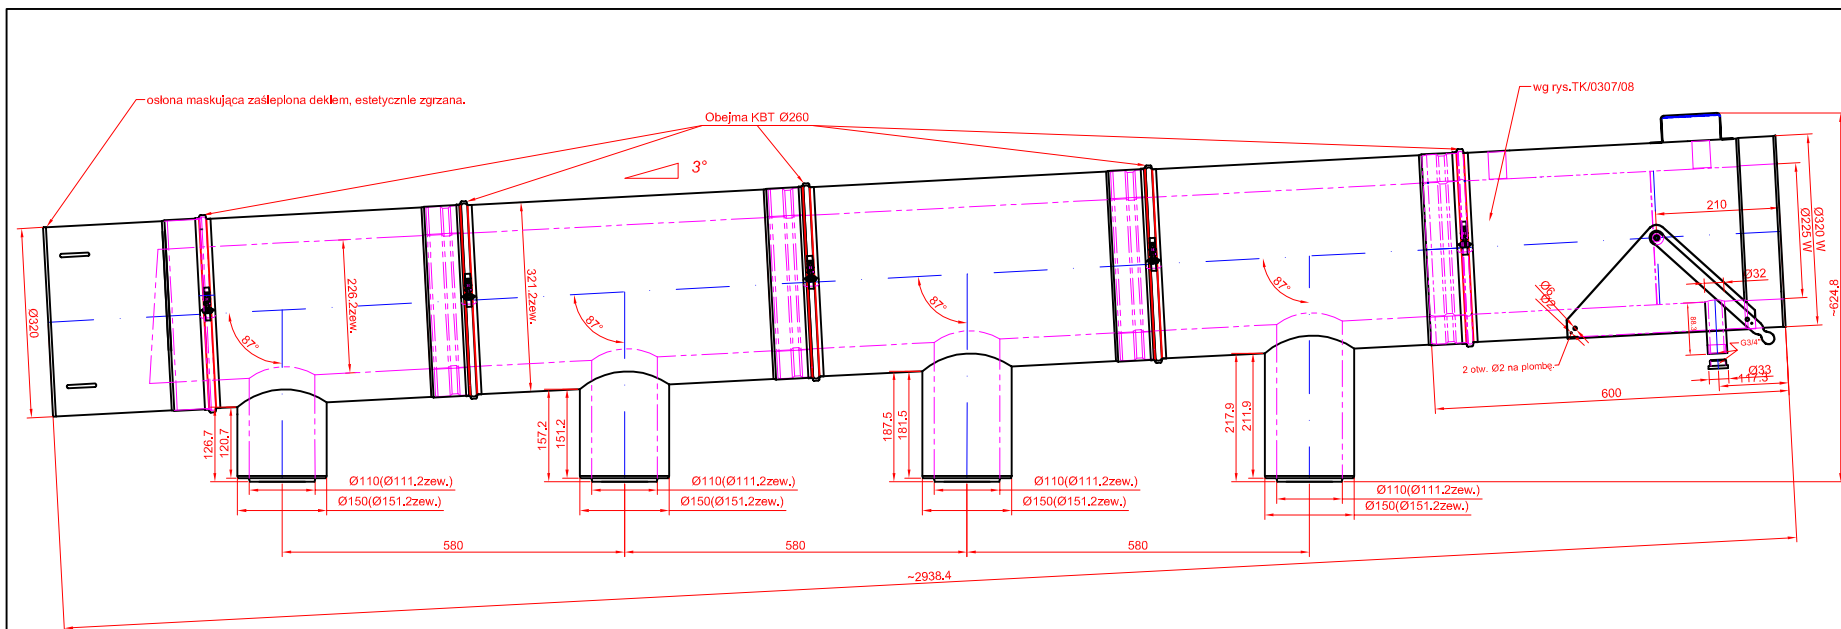 osłona maskująca zaślepiona deklem, estetycznie zgrzana.
Obejma KBT Ø260
wg rys.TK/0307/08
3°
210
Ø320 W
Ø225 W
~624.8
Ø320
226.2zew.
321.2zew.
87°
87°
87°
87°
Ø32
Ø6
Ø2
G3/4"
2 otw. Ø2 na plombę.
Ø33
117.3
600
126.7
120.7
157.2
151.2
187.5
181.5
217.9
211.9
Ø110(Ø111.2zew.)
Ø150(Ø151.2zew.)
Ø110(Ø111.2zew.)
Ø150(Ø151.2zew.)
Ø110(Ø111.2zew.)
Ø150(Ø151.2zew.)
Ø110(Ø111.2zew.)
Ø150(Ø151.2zew.)
580
580
580
~2938.4